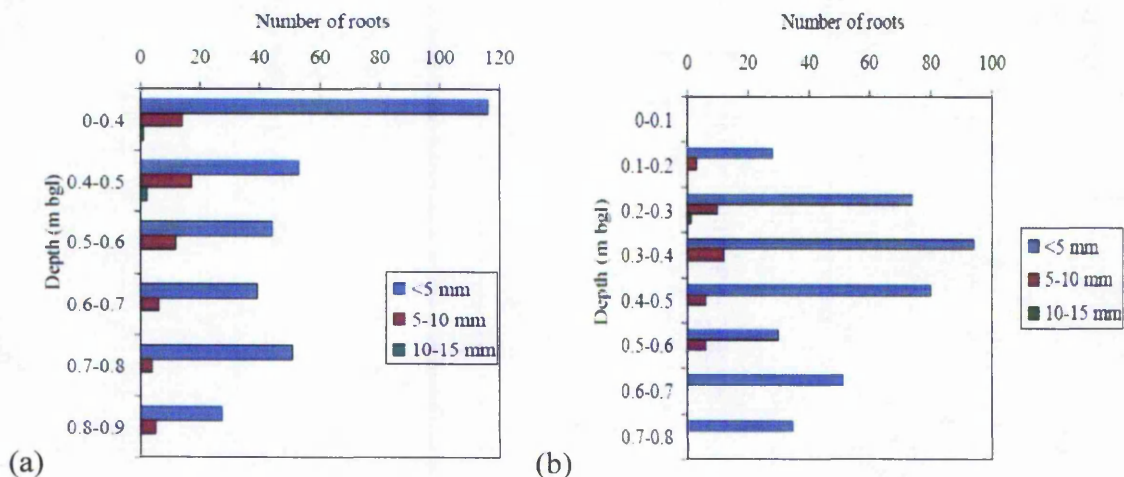 Number of roots
0 20 40 60 80 100 120
Depth (m bgl)
0-0.4
0.4-0.5
0.5-0.6
0.6-0.7
0.7-0.8
0.8-0.9
<5 mm
5-10 mm
10-15 mm
(a)
Number of roots
0 20 40 60 80 100
Depth (m bgl)
0-0.1
0.1-0.2
0.2-0.3
0.3-0.4
0.4-0.5
0.5-0.6
0.6-0.7
0.7-0.8
<5 mm
5-10 mm
10-15 mm
(b)